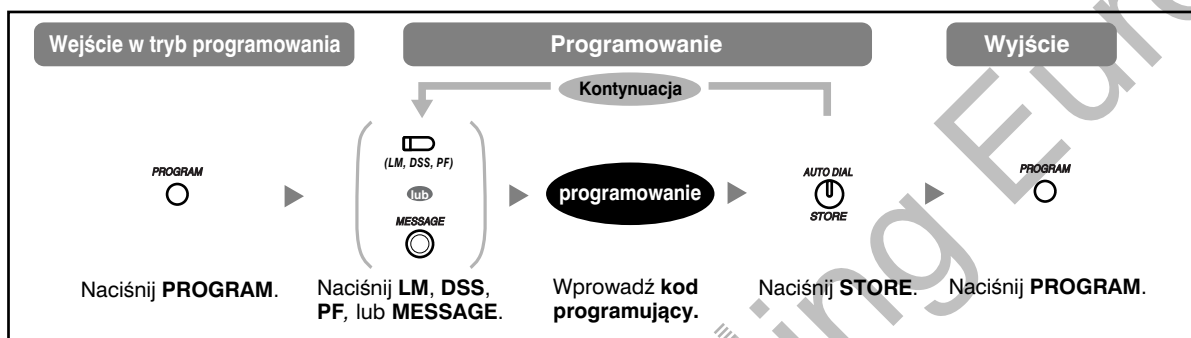 Wejście w tryb programowania
Programowanie
Wyjście
Kontynuacja
PROGRAM
(LM, DSS, PF)
lub
MESSAGE
programowanie
AUTO DIAL
STORE
PROGRAM
Naciśnij PROGRAM.
Naciśnij LM, DSS,
PF, lub MESSAGE.
Wprowadź kod
programujący.
Naciśnij STORE.
Naciśnij PROGRAM.